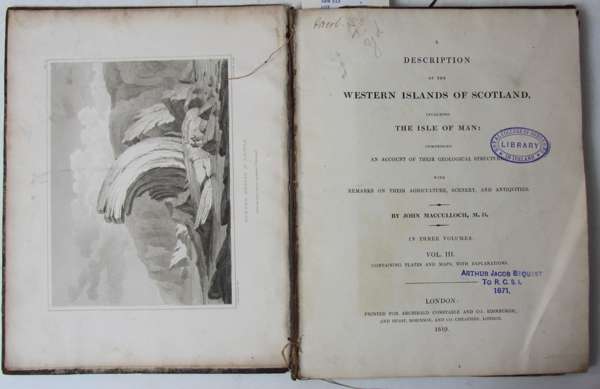 A
DESCRIPTION
OF THE
WESTERN ISLANDS OF SCOTLAND,
INCLUDING
THE ISLE OF MAN:
COMPRISING
AN ACCOUNT OF THEIR GEOLOGICAL STRUCTURE;
WITH
REMARKS ON THEIR AGRICULTURE, SCENERY, AND ANTIQUITIES.
BY JOHN MACCULLOCH, M.D.
IN THREE VOLUMES.
VOL. III.
CONTAINING PLATES AND MAPS, WITH EXPLANATIONS.
LIBRARY
ARTHUR JACOB BEQUEST
TO R.C.S.I.
1871.
LONDON:
PRINTED FOR ARCHIBALD CONSTABLE AND CO. EDINBURGH;
AND HURST, ROBINSON, AND CO. CHEAPSIDE, LONDON.
1819.